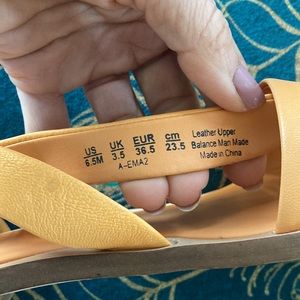 US UK EUR cm
6.5M 3.5 36.5 23.5
A-EMA2
Leather Upper
Balance Man Made
Made in China